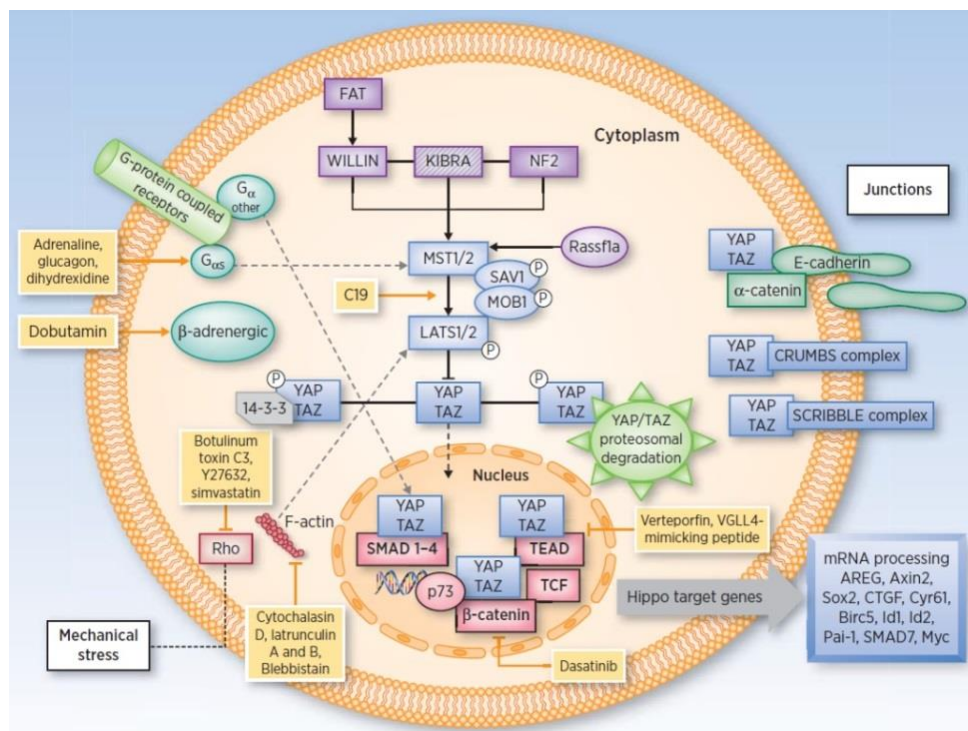 FAT
Cytoplasm
WILLIN
KIBRA
NF2
G-protein coupled
receptors
Gα
other
Junctions
Adrenaline,
glucagon,
dihydrexidine
Gαs
MST1/2
Rassf1a
SAV1
P
MOB1
P
C19
YAP
TAZ
E-cadherin
α-catenin
Dobutamin
β-adrenergic
LATS1/2
P
YAP
TAZ
CRUMBS complex
P
14-3-3
YAP
TAZ
YAP
TAZ
P
YAP
TAZ
YAP/TAZ
proteosomal
degradation
YAP
TAZ
SCRIBBLE complex
Botulinum
toxin C3,
Y27632,
simvastatin
Nucleus
F-actin
Rho
YAP
TAZ
SMAD 1–4
YAP
TAZ
TEAD
Verteporfin, VGLL4-
mimicking peptide
p73
YAP
TAZ
TCF
β-catenin
Hippo target genes
mRNA processing
AREG, Axin2,
Sox2, CTGF, Cyr61,
Birc5, Id1, Id2,
Pai-1, SMAD7, Myc
Mechanical
stress
Cytochalasin
D, latrunculin
A and B,
Blebbistain
Dasatinib